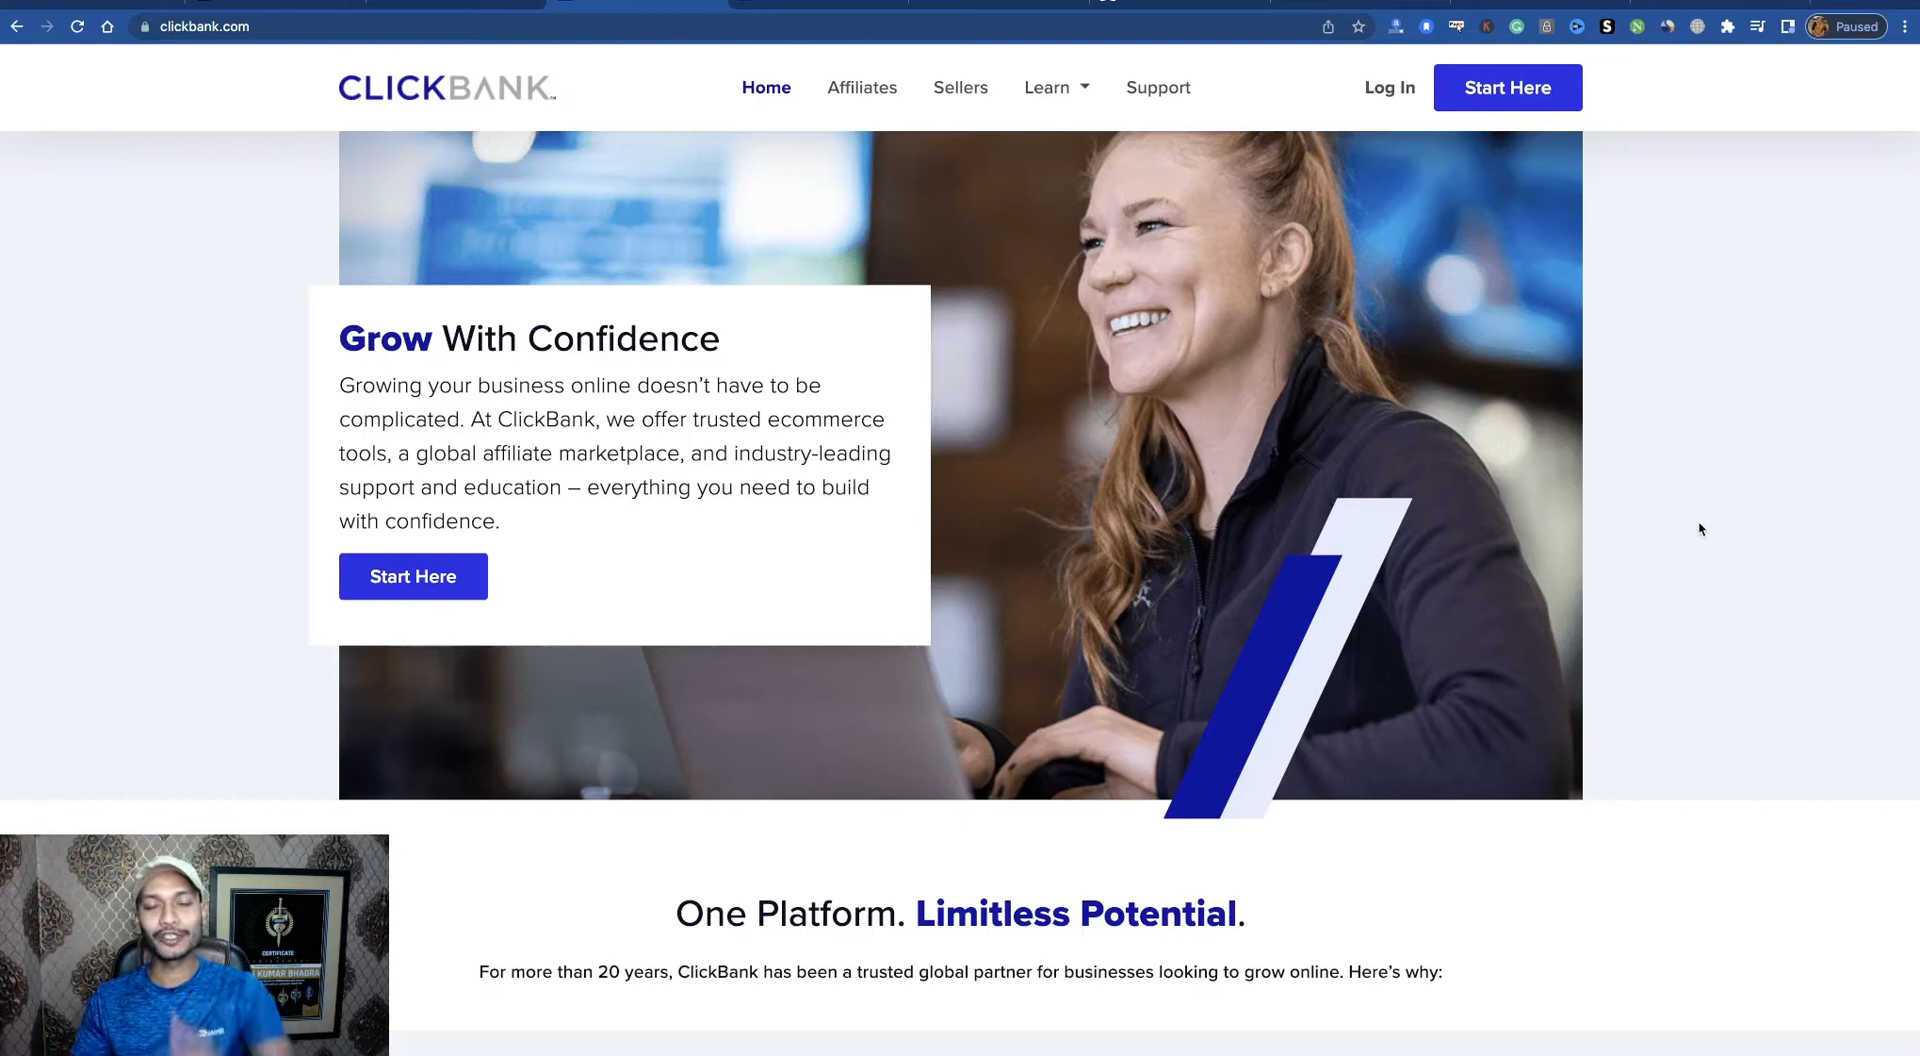 clickbank.com
Paused
CLICKBANK
Home
Affiliates
Sellers
Learn
Support
Log In
Start Here
Grow With Confidence
Growing your business online doesn't have to be
complicated. At ClickBank, we offer trusted ecommerce
tools, a global affiliate marketplace, and industry-leading
support and education – everything you need to build
with confidence.
Start Here
One Platform. Limitless Potential.
For more than 20 years, ClickBank has been a trusted global partner for businesses looking to grow online. Here's why:
CERTIFICATE
KUMAR BHADRA